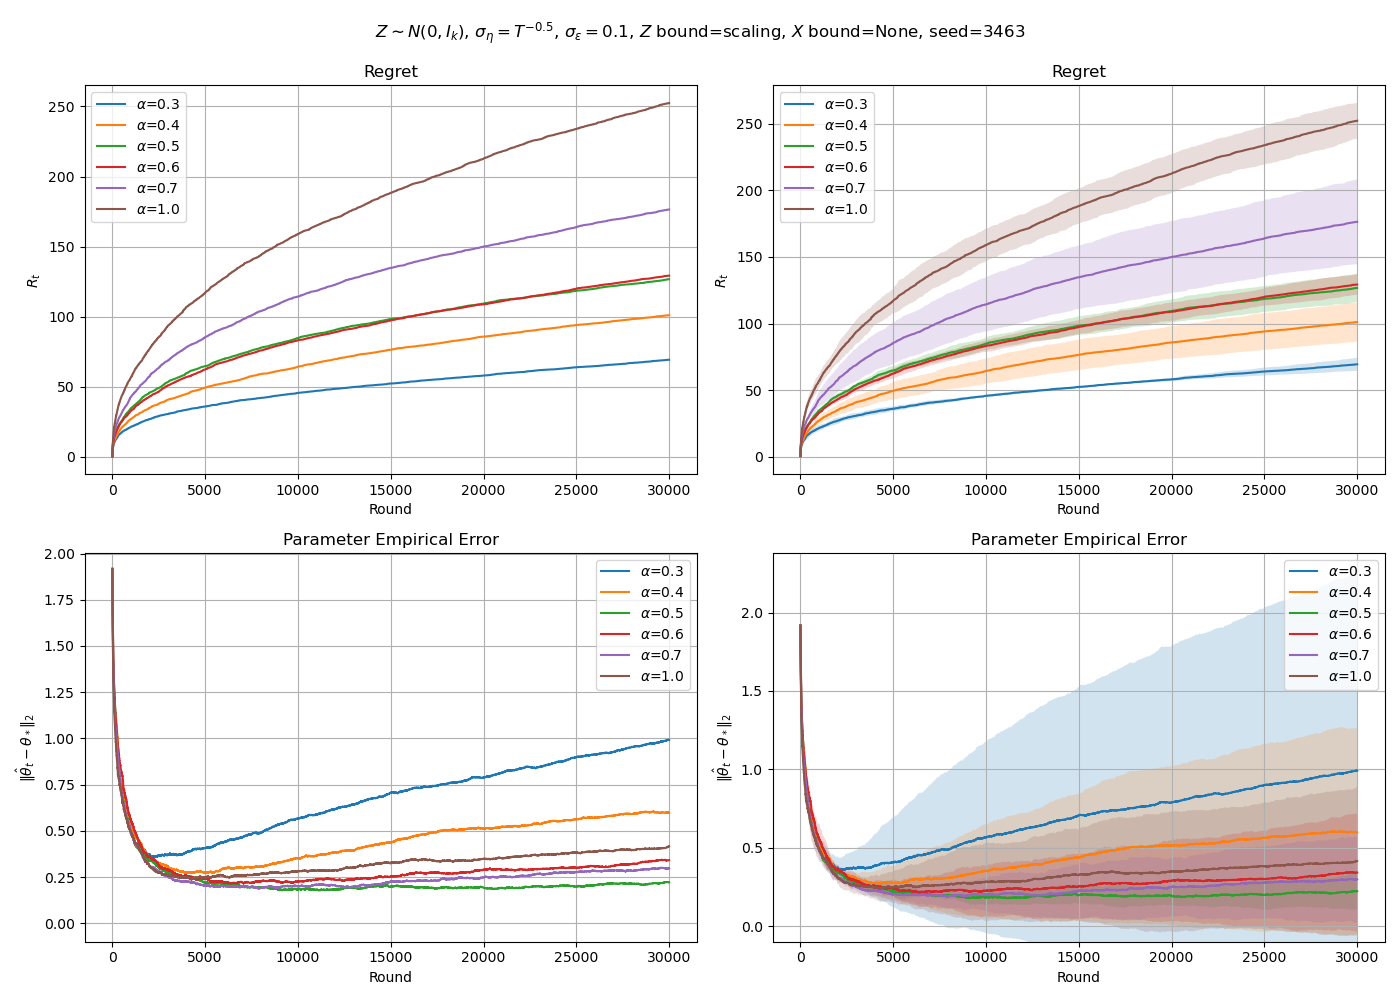 Z ~ N(0, I_k), σ_η = T^{−0.5}, σ_ε = 0.1, Z bound=scaling, X bound=None, seed=3463
Regret
R_t
250
200
150
100
50
0
α=0.3
α=0.4
α=0.5
α=0.6
α=0.7
α=1.0
0 5000 10000 15000 20000 25000 30000
Round
Regret
R_t
250
200
150
100
50
0
α=0.3
α=0.4
α=0.5
α=0.6
α=0.7
α=1.0
0 5000 10000 15000 20000 25000 30000
Round
Parameter Empirical Error
‖θ̂_t − θ_*‖_2
2.00
1.75
1.50
1.25
1.00
0.75
0.50
0.25
0.00
α=0.3
α=0.4
α=0.5
α=0.6
α=0.7
α=1.0
0 5000 10000 15000 20000 25000 30000
Round
Parameter Empirical Error
‖θ̂_t − θ_*‖_2
2.0
1.5
1.0
0.5
0.0
α=0.3
α=0.4
α=0.5
α=0.6
α=0.7
α=1.0
0 5000 10000 15000 20000 25000 30000
Round